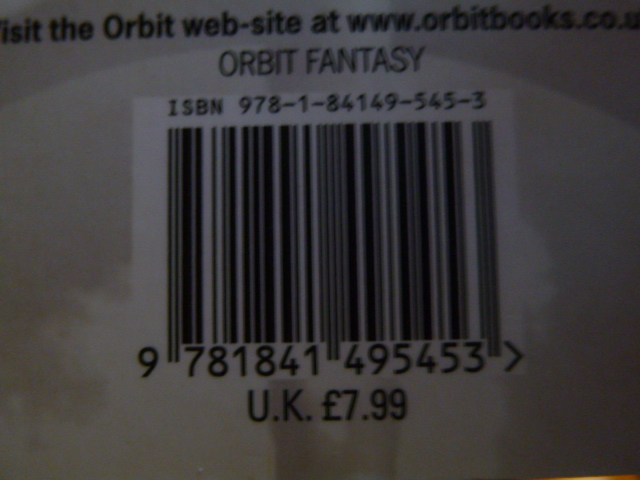 visit the Orbit web-site at www.orbitbooks.co.u
ORBIT FANTASY
ISBN 978-1-84149-545-3
9 781841 495453 >
U.K. £7.99